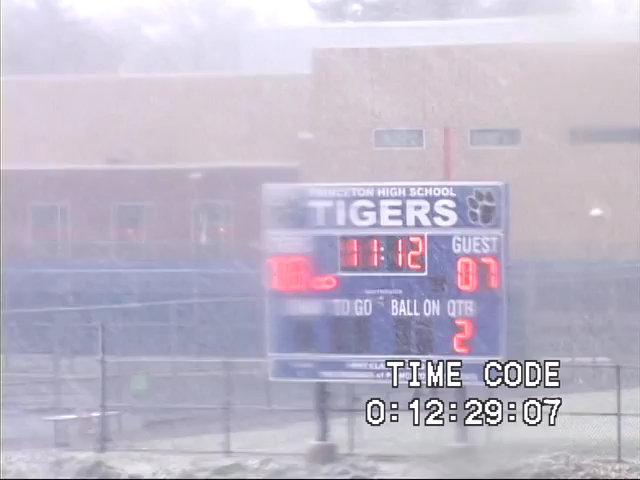 PRINCETON HIGH SCHOOL
TIGERS
11:12
GUEST
07
TO GO BALL ON QTR
2
TIME CODE
0:12:29:07